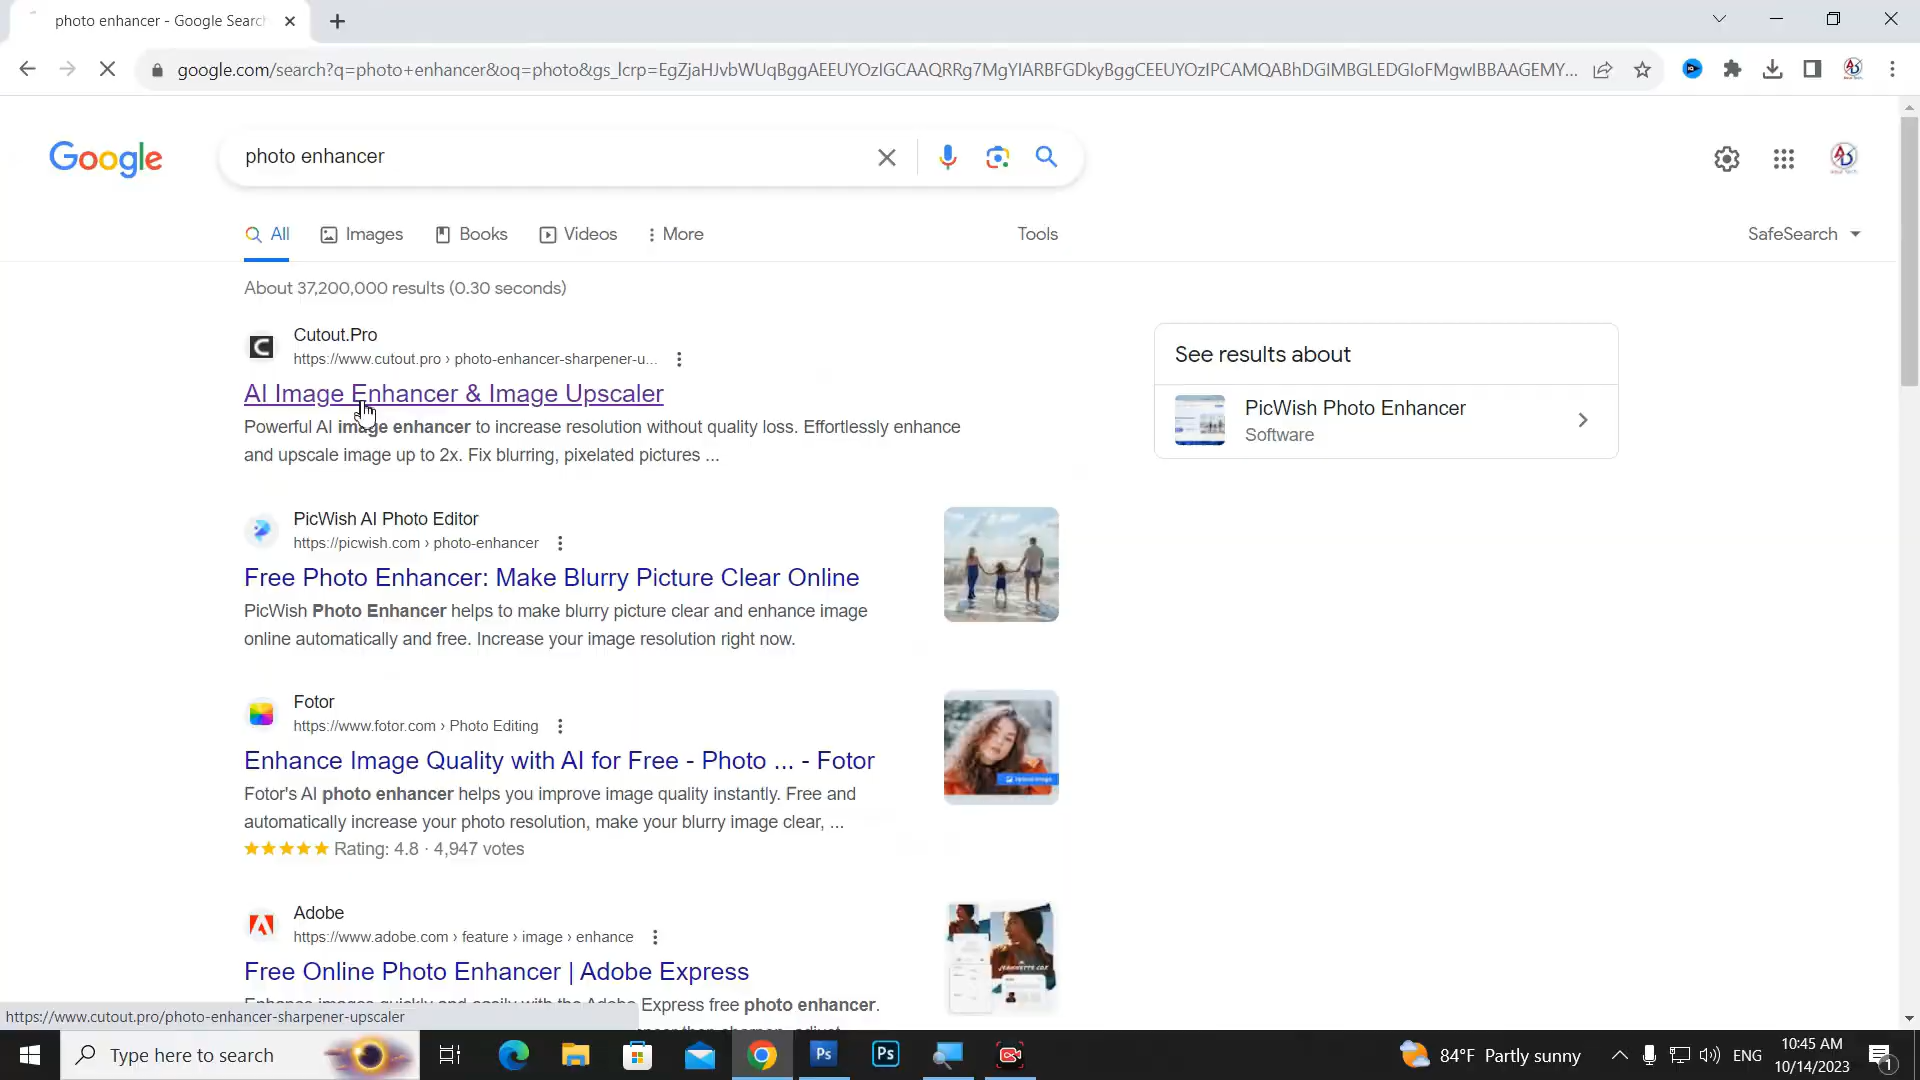 photo enhancer - Google Search
google.com/search?q=photo+enhancer&oq=photo&gs_lcrp=EgZjaHJvbWUqBggAEEUYOzIGCAAQRRg7MgYIARBFGDkyBggCEEUYOzIPCAMQABhDGIMBGLEDGIoFMgwIBBAAGEMY...
Google
photo enhancer
All Images Books Videos More Tools SafeSearch
About 37,200,000 results (0.30 seconds)
Cutout.Pro
https://www.cutout.pro › photo-enhancer-sharpener-u...
AI Image Enhancer & Image Upscaler
Powerful AI image enhancer to increase resolution without quality loss. Effortlessly enhance
and upscale image up to 2x. Fix blurring, pixelated pictures ...
See results about
PicWish Photo Enhancer
Software
PicWish AI Photo Editor
https://picwish.com › photo-enhancer
Free Photo Enhancer: Make Blurry Picture Clear Online
PicWish Photo Enhancer helps to make blurry picture clear and enhance image
online automatically and free. Increase your image resolution right now.
Fotor
https://www.fotor.com › Photo Editing
Enhance Image Quality with AI for Free - Photo ... - Fotor
Fotor's AI photo enhancer helps you improve image quality instantly. Free and
automatically increase your photo resolution, make your blurry image clear, ...
Rating: 4.8 · 4,947 votes
Adobe
https://www.adobe.com › feature › image › enhance
Free Online Photo Enhancer | Adobe Express
Enhance images quickly and easily with the Adobe Express free photo enhancer.
https://www.cutout.pro/photo-enhancer-sharpener-upscaler
Type here to search
Ps
Ps
84°F Partly sunny
ENG
10:45 AM
10/14/2023
1